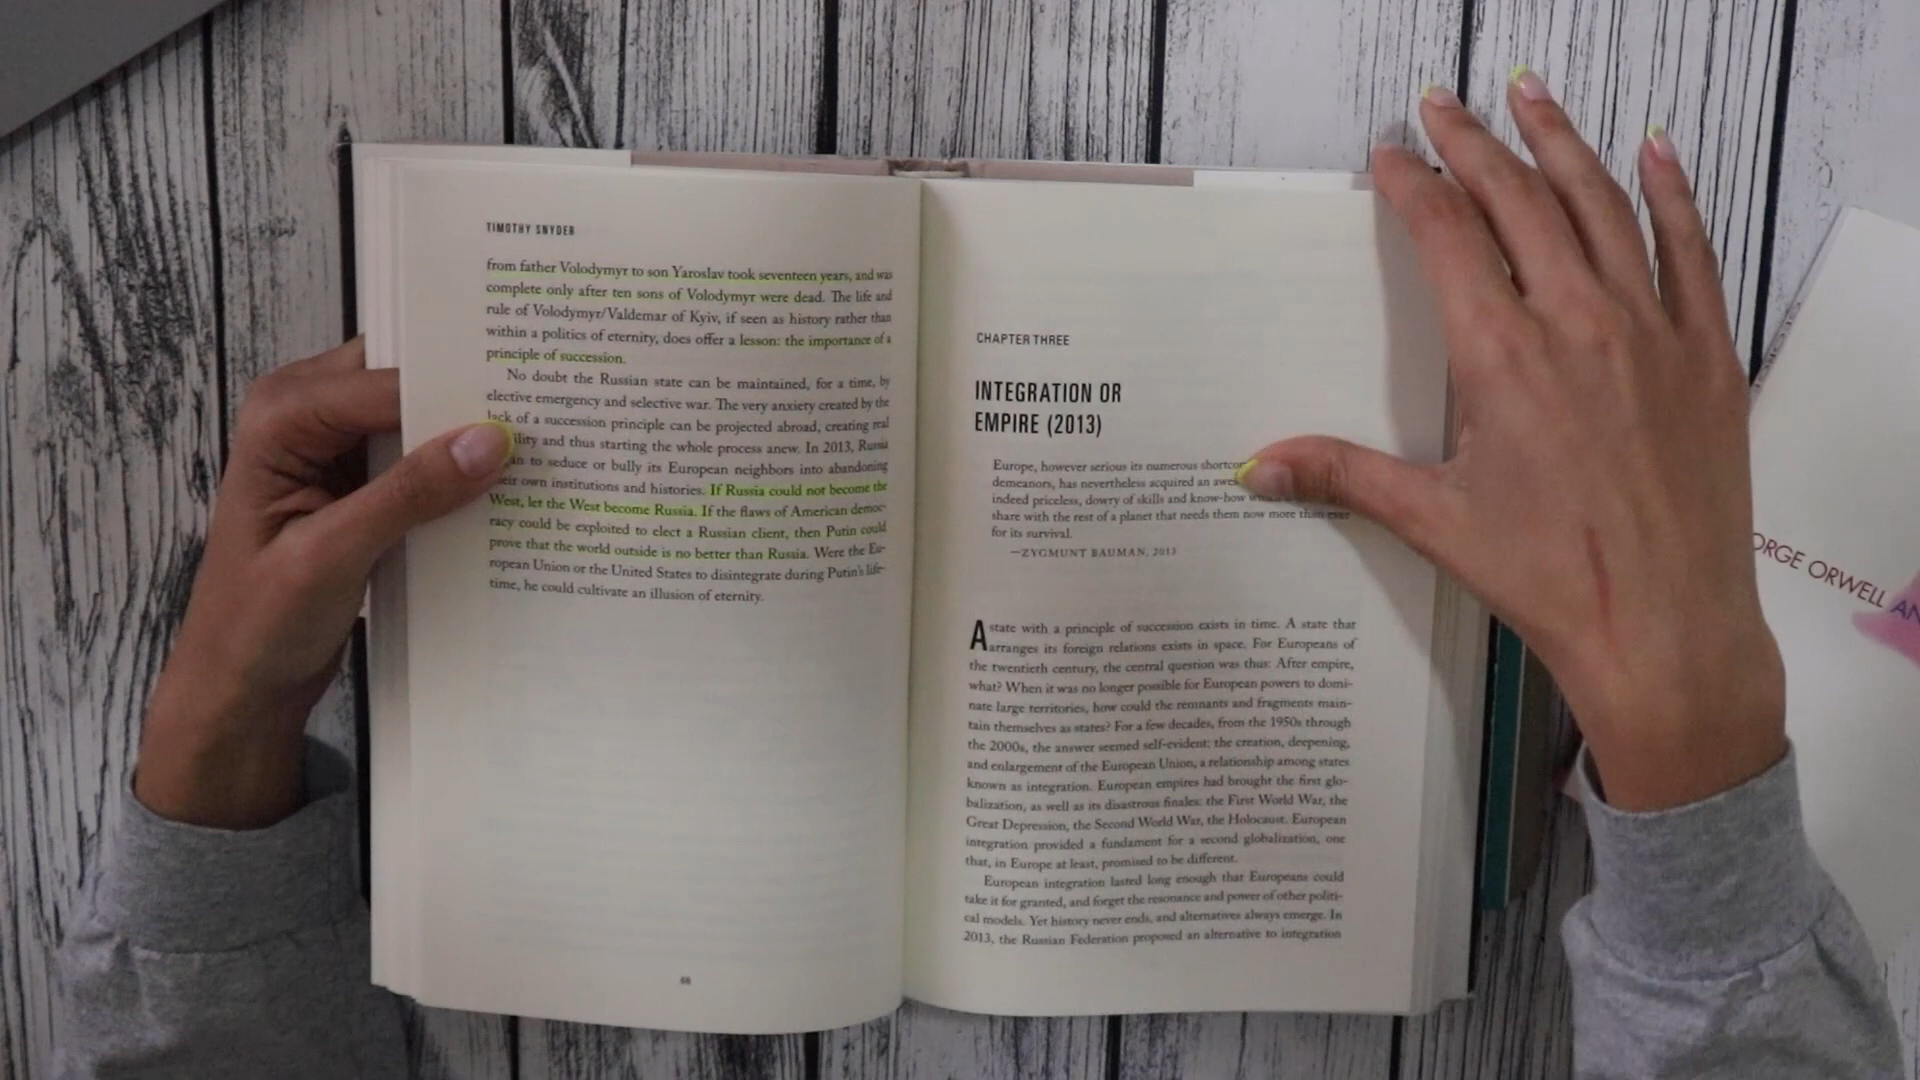 TIMOTHY SNYDER
from father Volodymyr to son Yaroslav took seventeen years, and was
complete only after ten sons of Volodymyr were dead. The life and
rule of Volodymyr/Valdemar of Kyiv, if seen as history rather than
within a politics of eternity, does offer a lesson: the importance of a
principle of succession.
No doubt the Russian state can be maintained, for a time, by
elective emergency and selective war. The very anxiety created by the
lack of a succession principle can be projected abroad, creating real
ility and thus starting the whole process anew. In 2013, Russia
an to seduce or bully its European neighbors into abandoning
eir own institutions and histories. If Russia could not become the
West, let the West become Russia. If the flaws of American democ-
racy could be exploited to elect a Russian client, then Putin could
prove that the world outside is no better than Russia. Were the Eu-
ropean Union or the United States to disintegrate during Putin's life-
time, he could cultivate an illusion of eternity.
CHAPTER THREE
INTEGRATION OR
EMPIRE (2013)
Europe, however serious its numerous shortcom
demeanors, has nevertheless acquired an awe
indeed priceless, dowry of skills and know-how
share with the rest of a planet that needs them now more than ever
for its survival.
—ZYGMUNT BAUMAN, 2013
A state with a principle of succession exists in time. A state that
arranges its foreign relations exists in space. For Europeans of
the twentieth century, the central question was thus: After empire,
what? When it was no longer possible for European powers to domi-
nate large territories, how could the remnants and fragments main-
tain themselves as states? For a few decades, from the 1950s through
the 2000s, the answer seemed self-evident: the creation, deepening,
and enlargement of the European Union, a relationship among states
known as integration. European empires had brought the first glo-
balization, as well as its disastrous finales: the First World War, the
Great Depression, the Second World War, the Holocaust. European
integration provided a fundament for a second globalization, one
that, in Europe at least, promised to be different.
European integration lasted long enough that Europeans could
take it for granted, and forget the resonance and power of other politi-
cal models. Yet history never ends, and alternatives always emerge. In
2013, the Russian Federation proposed an alternative to integration
ORGE ORWELL AN